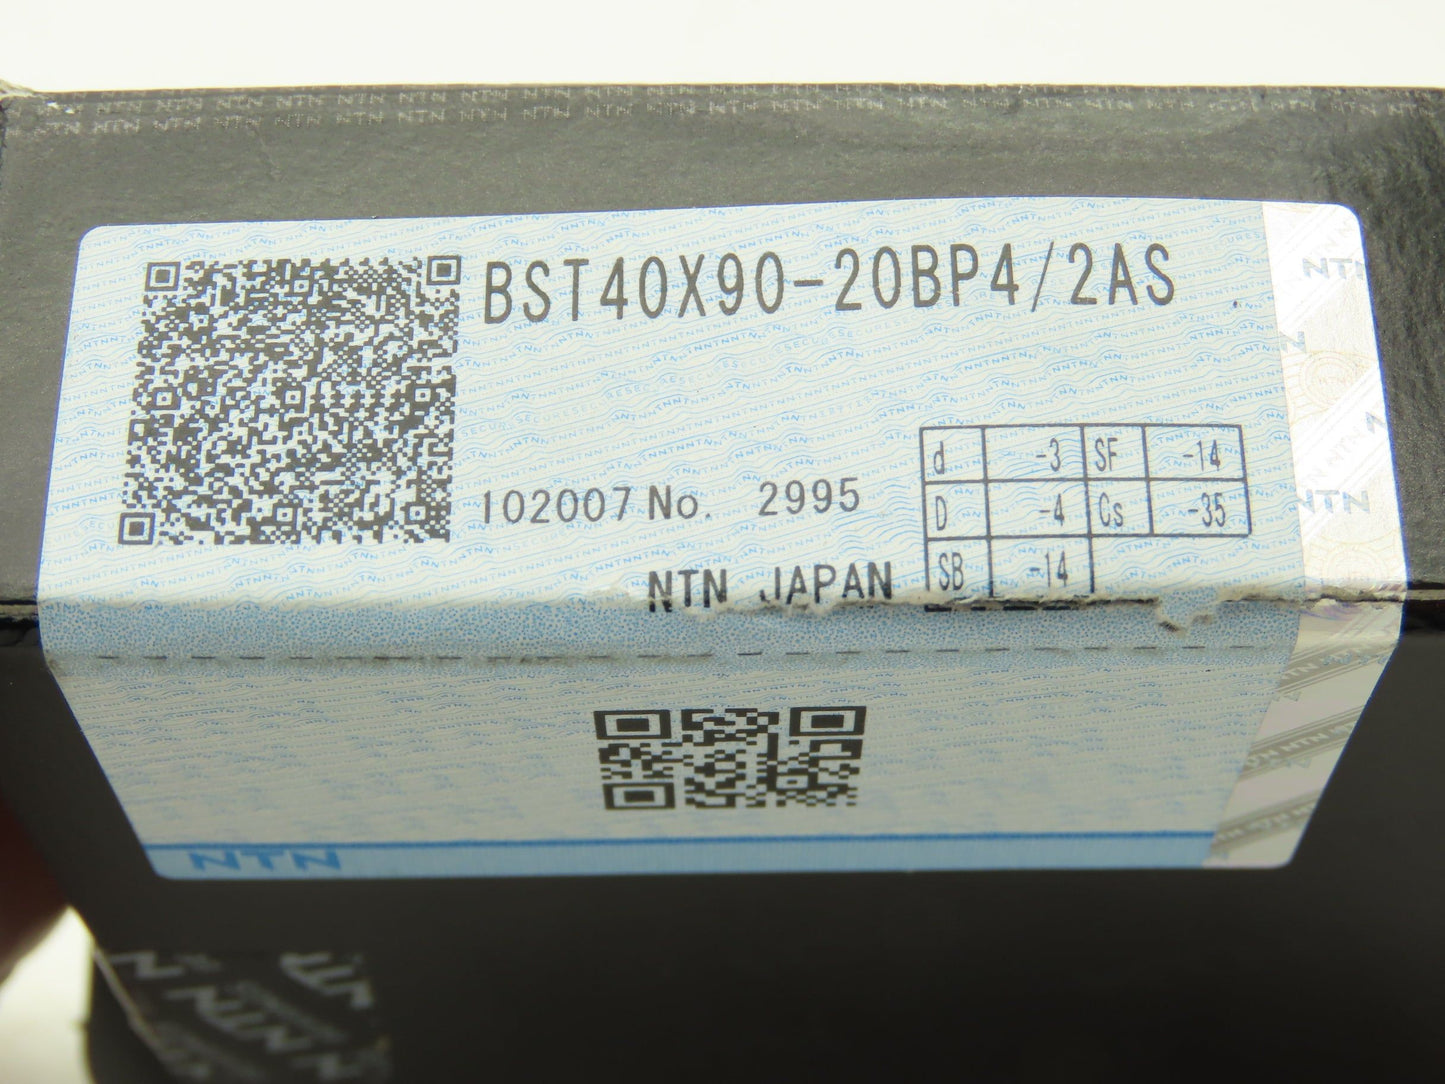 BST40X90-20BP4/2AS
102007 No. 2995
NTN JAPAN
d -3 SF -14
D -4 Cs -35
SB -14
NTN